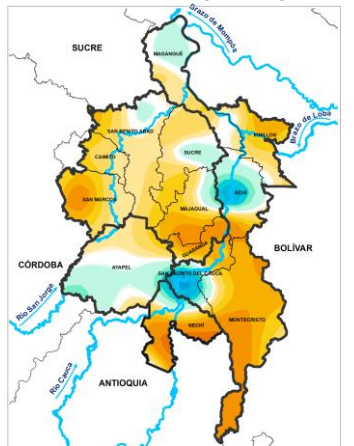 Brazo de Mompós
SUCRE
MAGANGUÉ
Brazo de Loba
SAN BENITO ABAD
PINILLOS
CAIMITO
SUCRE
ACHÍ
SAN MARCOS
MAJAGUAL
GUARANDA
BOLÍVAR
CÓRDOBA
AYAPEL
SAN JACINTO DEL CAUCA
Río San Jorge
NECHÍ
MONTECRISTO
Río Cauca
ANTIOQUIA